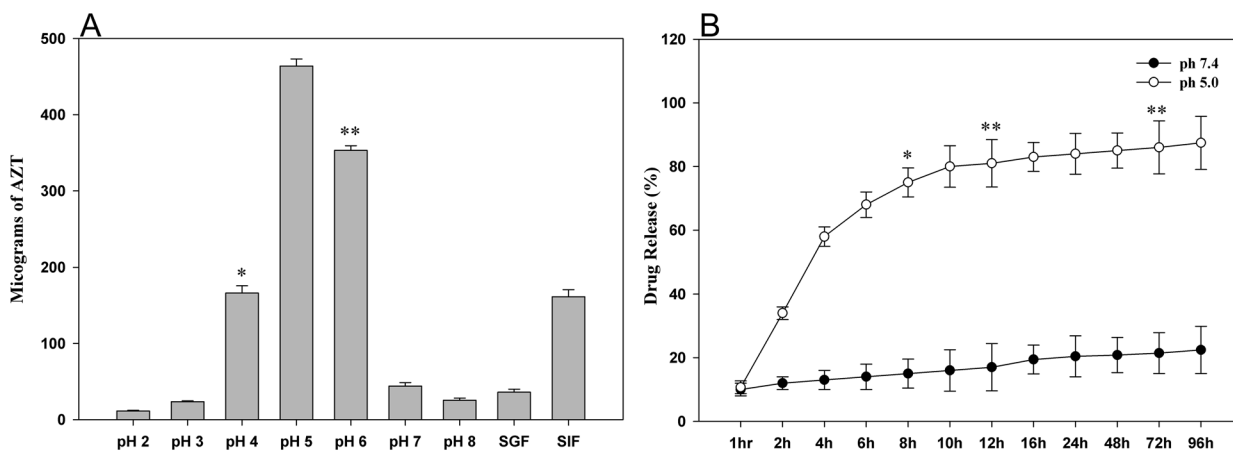 A
500
400
300
200
100
0
Micograms of AZT
*
**
pH 2 pH 3 pH 4 pH 5 pH 6 pH 7 pH 8 SGF SIF
B
120
100
80
60
40
20
0
Drug Release (%)
ph 7.4
ph 5.0
*
**
**
1hr 2h 4h 6h 8h 10h 12h 16h 24h 48h 72h 96h